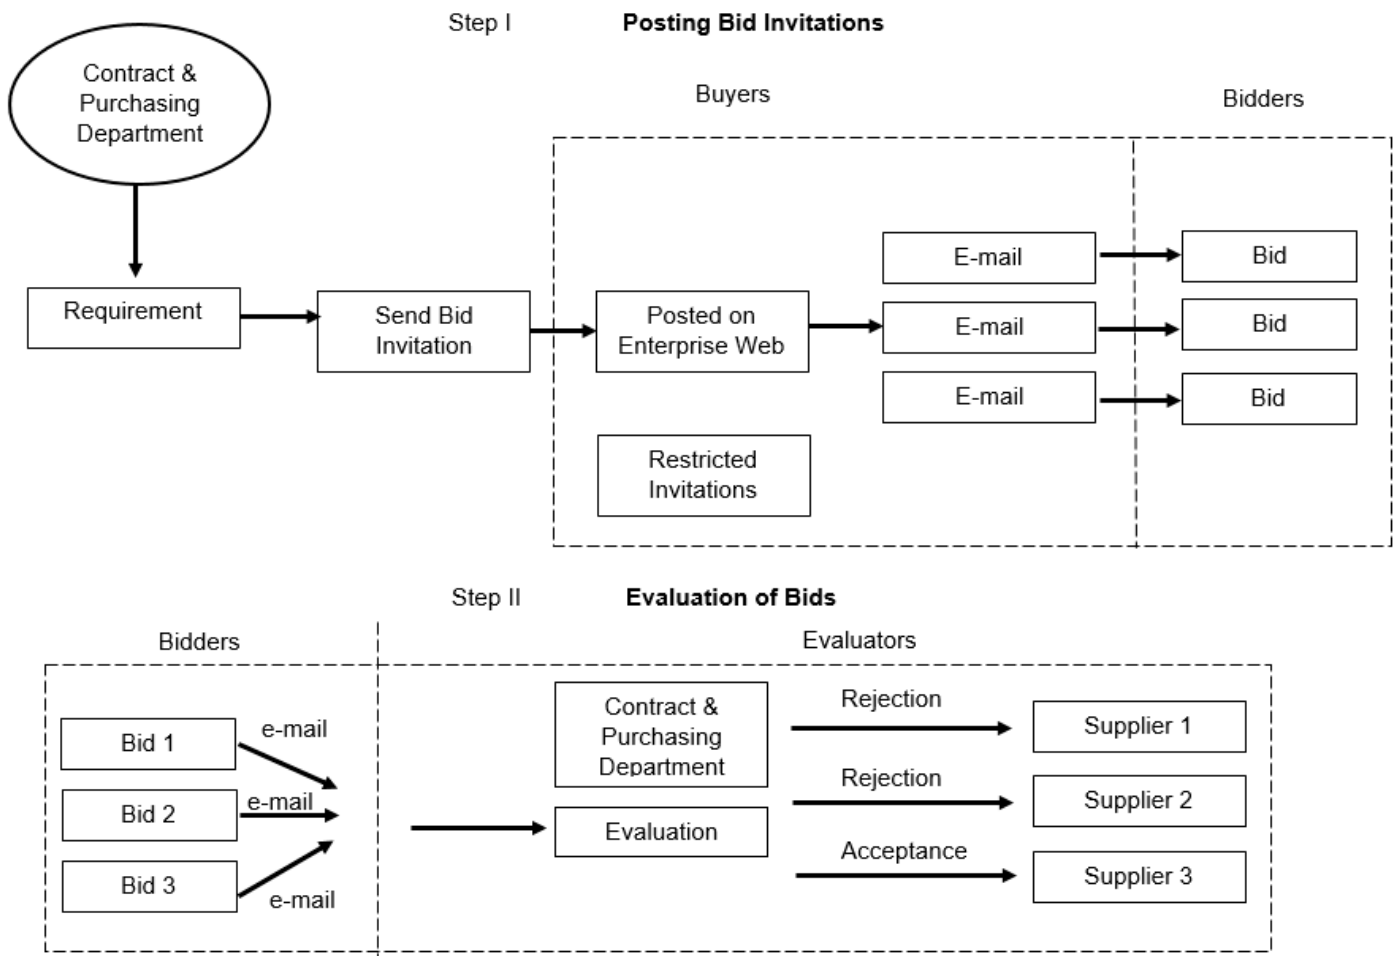 Step I Posting Bid Invitations
Contract &
Purchasing
Department
Buyers
Bidders
Requirement
Send Bid
Invitation
Posted on
Enterprise Web
E-mail
E-mail
E-mail
Bid
Bid
Bid
Restricted
Invitations
Step II Evaluation of Bids
Bidders
Evaluators
Bid 1
e-mail
Bid 2
e-mail
Bid 3
e-mail
Contract &
Purchasing
Department
Evaluation
Rejection
Supplier 1
Rejection
Supplier 2
Acceptance
Supplier 3